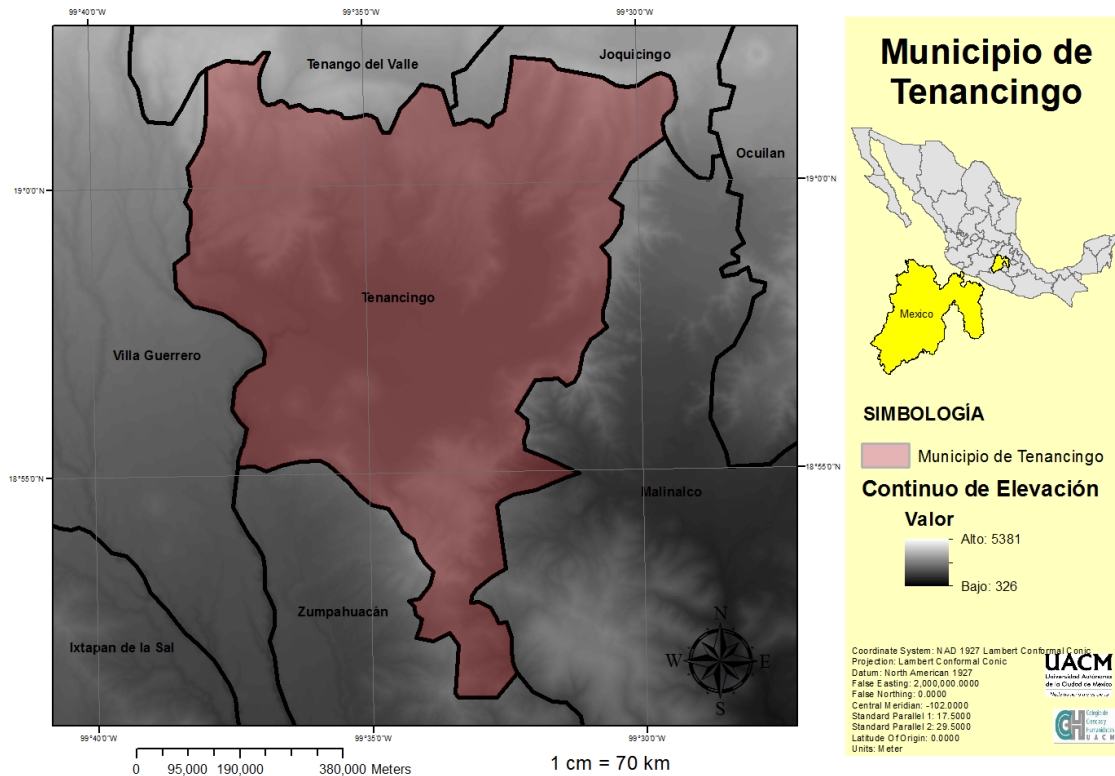 99°40'0"W
99°35'0"W
99°30'0"W
Tenango del Valle
Joquicingo
Ocuilan
19°0'0"N
19°0'0"N
Tenancingo
Villa Guerrero
18°55'0"N
18°55'0"N
Malinalco
Zumpahuacán
Ixtapan de la Sal
N
W
E
S
99°40'0"W
99°35'0"W
99°30'0"W
0 95,000 190,000 380,000 Meters
1 cm = 70 km
Municipio de
Tenancingo
Mexico
SIMBOLOGÍA
Municipio de Tenancingo
Continuo de Elevación
Valor
Alto: 5381
Bajo: 326
Coordinate System: NAD 1927 Lambert Conformal Conic
Projection: Lambert Conformal Conic
Datum: North American 1927
False Easting: 2,000,000.0000
False Northing: 0.0000
Central Meridian: -102.0000
Standard Parallel 1: 17.5000
Standard Parallel 2: 29.5000
Latitude Of Origin: 0.0000
Units: Meter
UACM
Universidad Autónoma
de la Ciudad de México
Colegio de
Ciencias y
Humanidades
UACM